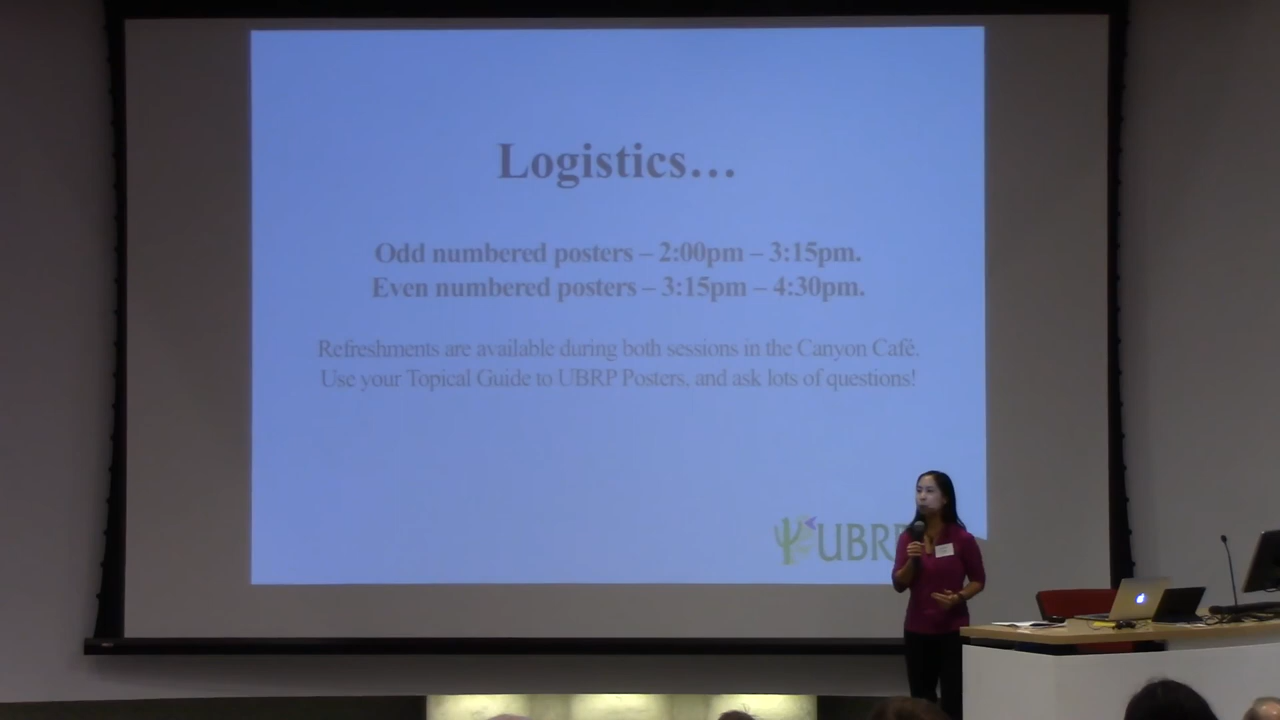 Logistics…
Odd numbered posters – 2:00pm – 3:15pm.
Even numbered posters – 3:15pm – 4:30pm.
Refreshments are available during both sessions in the Canyon Café.
Use your Topical Guide to UBRP Posters, and ask lots of questions!
UBRP